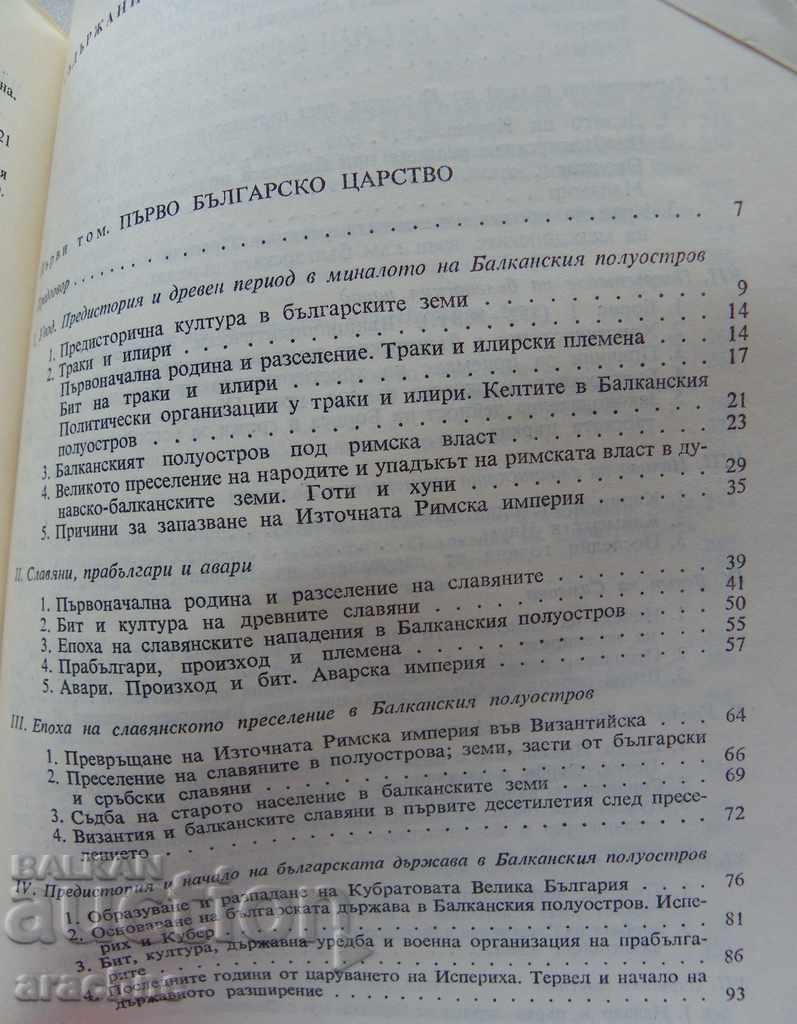 ДЪРЖАНИ
на.
21
я
Първи том. ПЪРВО БЪЛГАРСКО ЦАРСТВО
Предговор . . . 7
I. Увод. Предистория и древен период в миналото на Балканския полуостров
1. Предисторична култура в българските земи . . . 9
2. Траки и илири . . . 14
Първоначална родина и разселение. Траки и илирски племена . . . 14
Бит на траки и илири . . . 17
Политически организации у траки и илири. Келтите в Балканския
полуостров . . . 21
3. Балканският полуостров под римска власт . . . 23
4. Великото преселение на народите и упадъкът на римската власт в ду-
навско-балканските земи. Готи и хуни . . . 29
5. Причини за запазване на Източната Римска империя . . . 35
II. Славяни, прабългари и авари
1. Първоначална родина и разселение на славяните . . . 39
2. Бит и култура на древните славяни . . . 41
3. Епоха на славянските нападения в Балканския полуостров . . . 50
4. Прабългари, произход и племена . . . 55
5. Авари. Произход и бит. Аварска империя . . . 57
III. Епоха на славянското преселение в Балканския полуостров
1. Превръщане на Източната Римска империя във Византийска . . . 64
2. Преселение на славяните в полуострова; земи, засти от български
и сръбски славяни . . . 66
3. Съдба на старото население в балканските земи . . . 69
4. Византия и балканските славяни в първите десетилетия след пресе-
лението . . . 72
IV. Предистория и начало на българската държава в Балканския полуостров
1. Образуване и разпадане на Кубратовата Велика България . . . 76
2. Основаване на българската държава в Балканския полуостров. Испе-
рих и Кубер . . . 81
3. Бит, култура, държавна уредба и военна организация на прабълга-
рите . . . 86
4. Последните години от царуването на Испериха. Тервел и начало на
държавното разширение . . . 93
BALKAN
auction